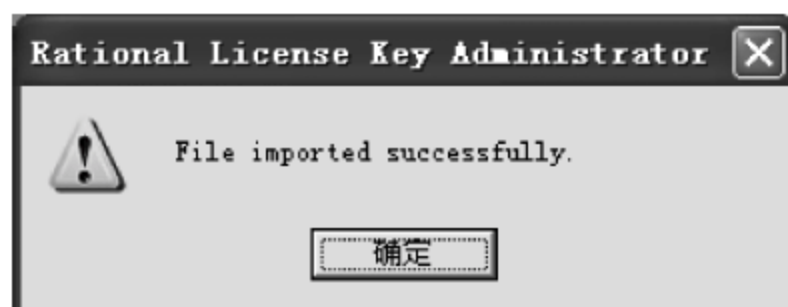 Rational License Key Administrator
File imported successfully.
确定